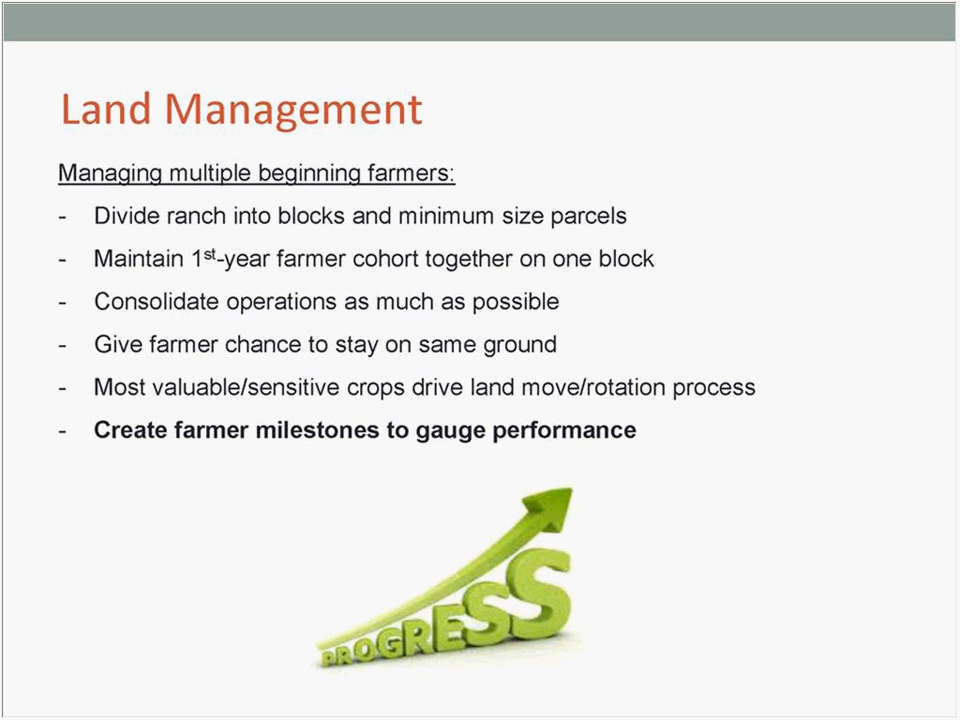 Land Management
Managing multiple beginning farmers:
- Divide ranch into blocks and minimum size parcels
- Maintain 1st-year farmer cohort together on one block
- Consolidate operations as much as possible
- Give farmer chance to stay on same ground
- Most valuable/sensitive crops drive land move/rotation process
- Create farmer milestones to gauge performance
PROGRESS